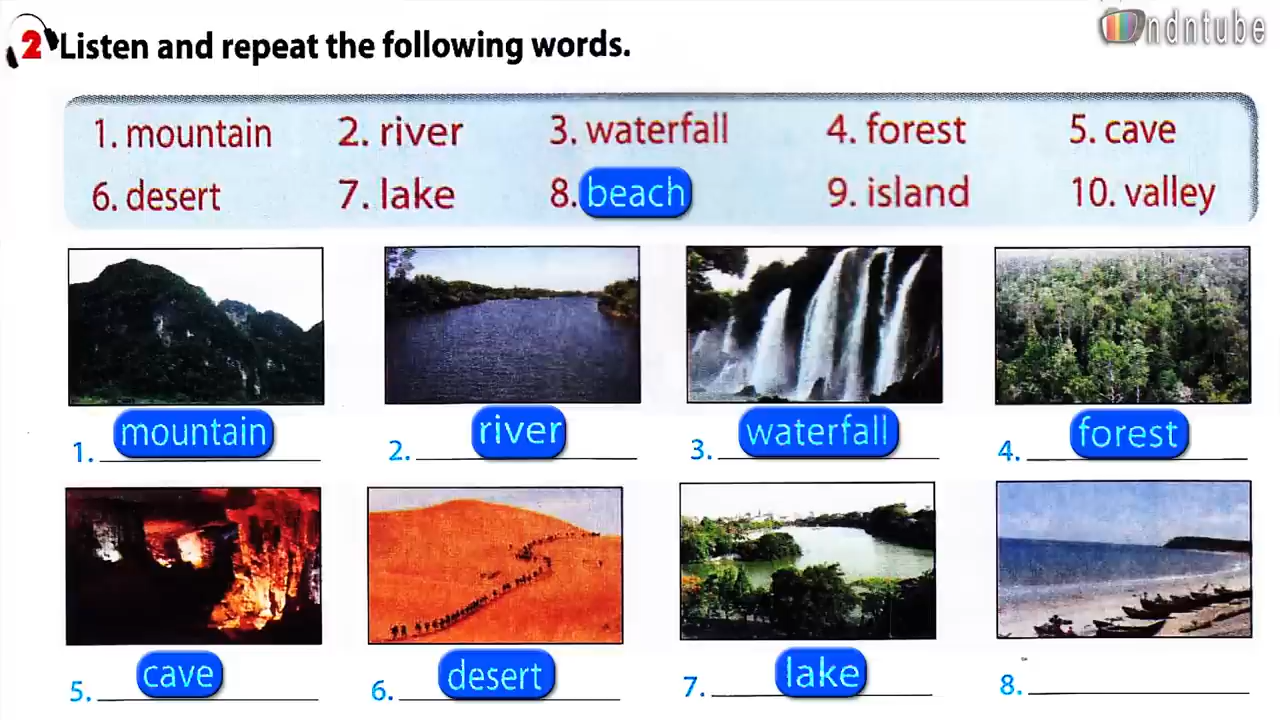 2 Listen and repeat the following words.
ndntube
1. mountain 2. river 3. waterfall 4. forest 5. cave
6. desert 7. lake 8. beach 9. island 10. valley
1. mountain 2. river 3. waterfall 4. forest
5. cave 6. desert 7. lake 8.